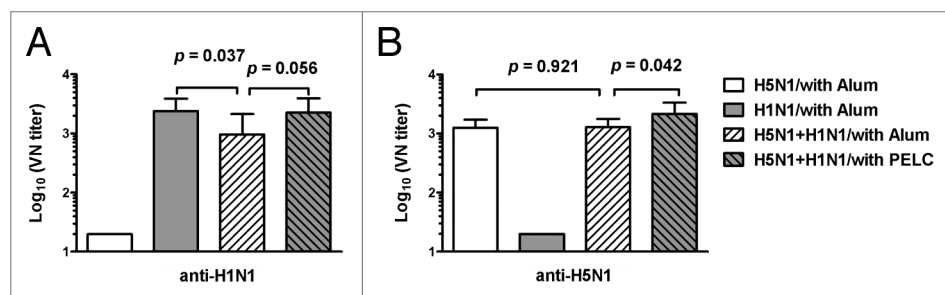 A
p = 0.037
p = 0.056
Log10 (VN titer)
4
3
2
1
anti-H1N1
B
p = 0.921
p = 0.042
Log10 (VN titer)
4
3
2
1
anti-H5N1
H5N1/with Alum
H1N1/with Alum
H5N1+H1N1/with Alum
H5N1+H1N1/with PELC